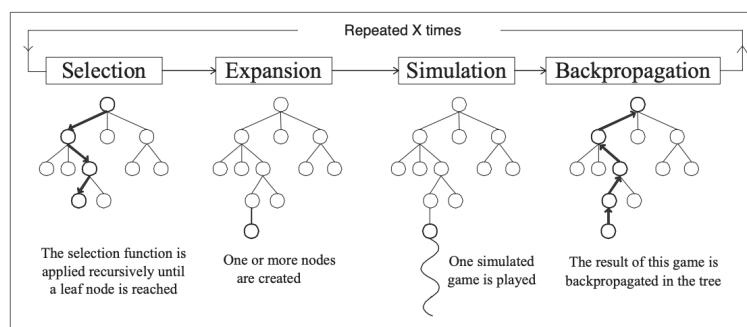 Repeated X times
Selection
Expansion
Simulation
Backpropagation
The selection function is
applied recursively until
a leaf node is reached
One or more nodes
are created
One simulated
game is played
The result of this game is
backpropagated in the tree